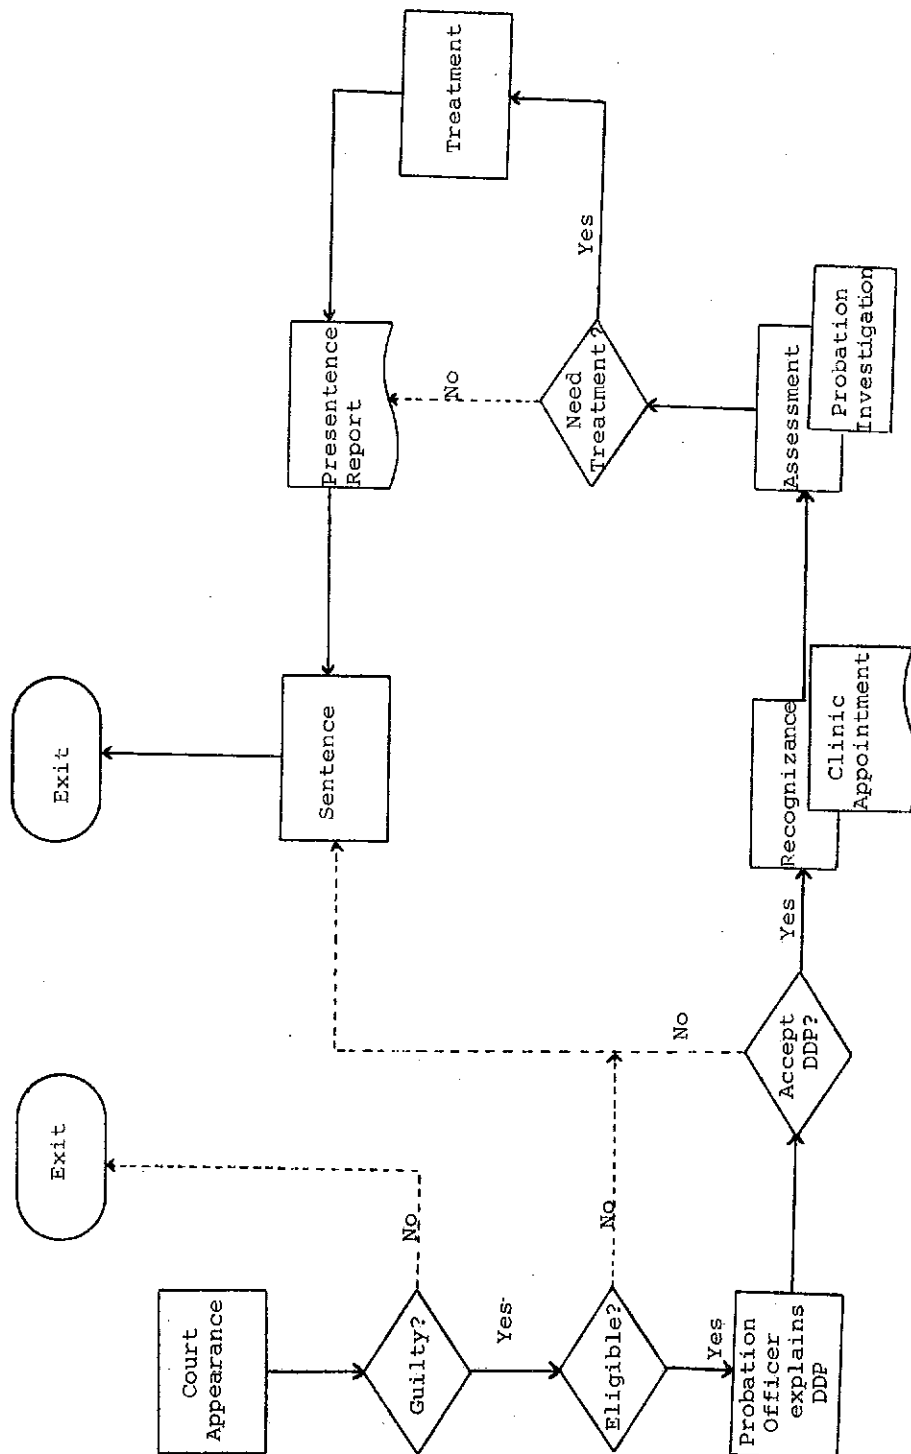 Court
Appearance
Guilty?
No
Exit
Yes
Eligible?
No
Yes
Probation
Officer
explains
DDP
Accept
DDP?
No
Yes
Recognizance
Clinic
Appointment
Assessment
Probation
Investigation
Need
Treatment?
No
Yes
Treatment
Presentence
Report
Sentence
Exit